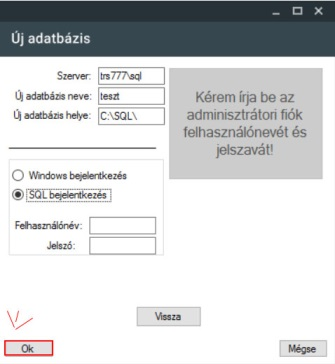 Új adatbázis
Szerver: trs777\sql
Új adatbázis neve: teszt
Új adatbázis helye: C:\SQL\
Kérem írja be az
adminisztrátori fiók
felhasználónevét és
jelszavát!
Windows bejelentkezés
SQL bejelentkezés
Felhasználónév:
Jelszó:
Vissza
Ok
Mégse